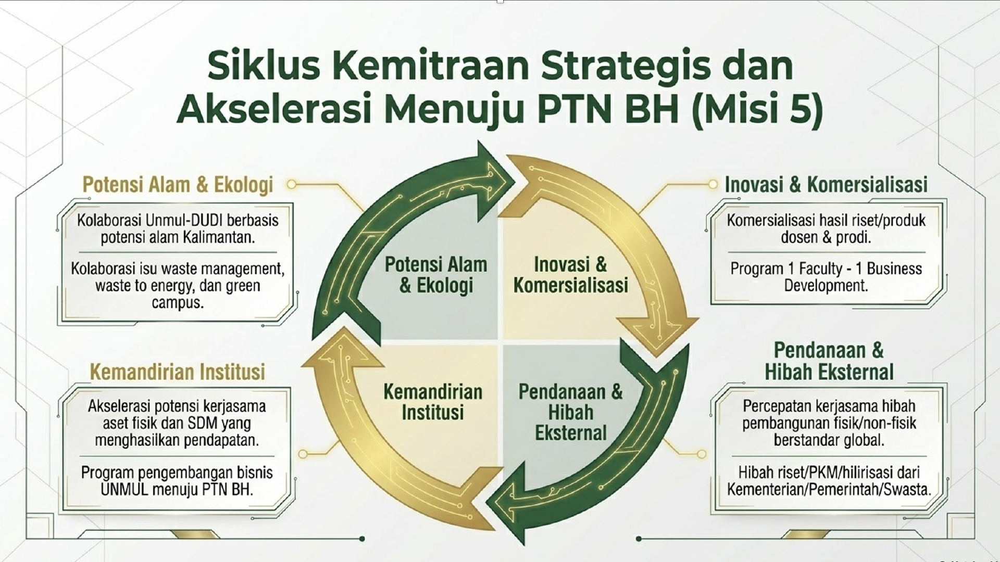 Siklus Kemitraan Strategis dan
Akselerasi Menuju PTN BH (Misi 5)
Potensi Alam & Ekologi
Kolaborasi Unmul-DUDI berbasis
potensi alam Kalimantan.
Kolaborasi isu waste management,
waste to energy, dan green
campus.
Inovasi & Komersialisasi
Komersialisasi hasil riset/produk
dosen & prodi.
Program 1 Faculty - 1 Business
Development.
Potensi Alam
& Ekologi
Inovasi &
Komersialisasi
Kemandirian
Institusi
Pendanaan &
Hibah
Eksternal
Kemandirian Institusi
Akselerasi potensi kerjasama
aset fisik dan SDM yang
menghasilkan pendapatan.
Program pengembangan bisnis
UNMUL menuju PTN BH.
Pendanaan &
Hibah Eksternal
Percepatan kerjasama hibah
pembangunan fisik/non-fisik
berstandar global.
Hibah riset/PKM/hilirisasi dari
Kementerian/Pemerintah/Swasta.